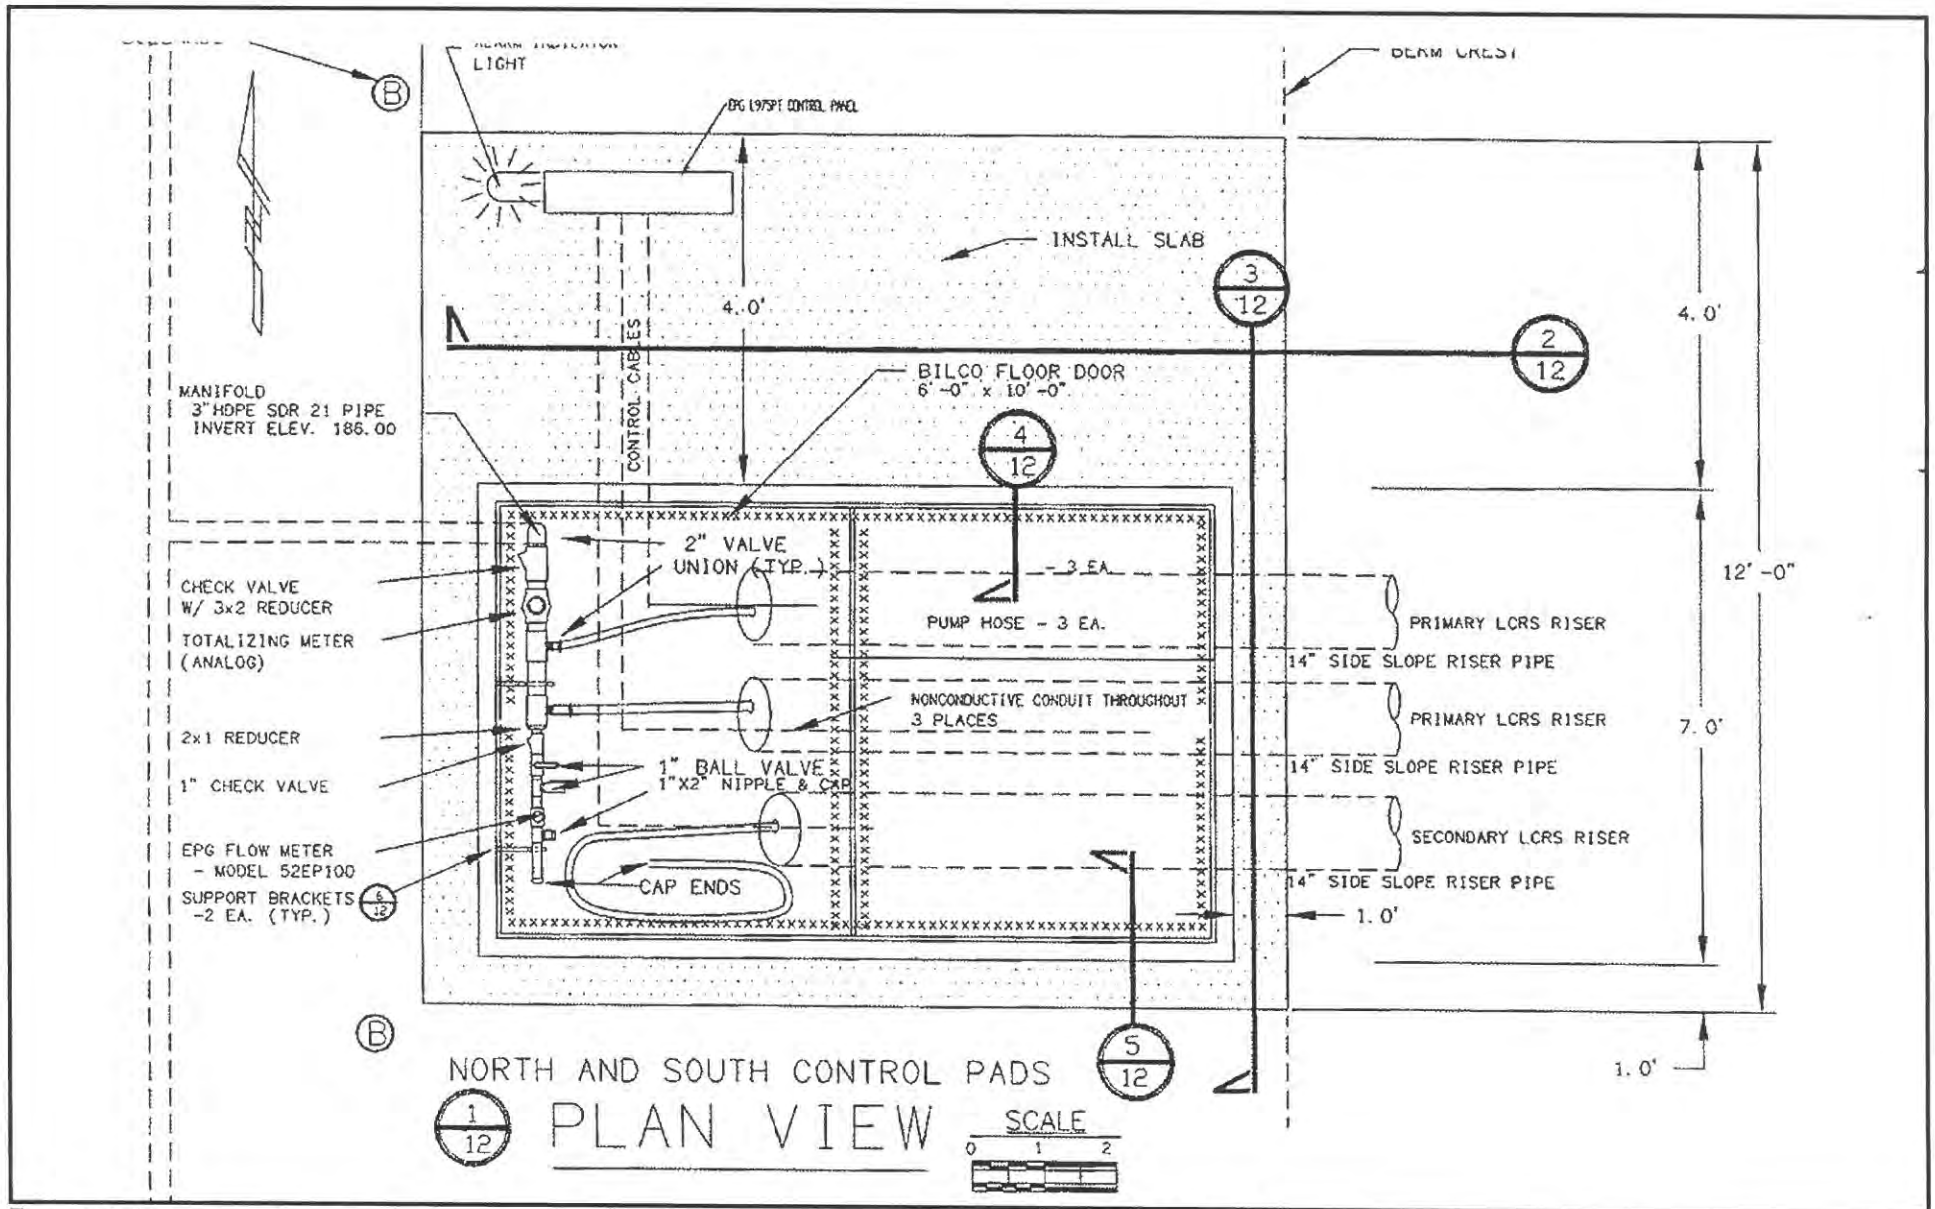 LIGHT
B
BERM CREST
EPG L975PT CONTROL PANEL
INSTALL SLAB
3
12
4.0'
4.0'
2
12
CONTROL CABLES
BILCO FLOOR DOOR
6'-0" x 10'-0"
MANIFOLD
3"HDPE SDR 21 PIPE
INVERT ELEV. 186.00
4
12
2" VALVE
UNION (TYP.)
- 3 EA.
12'-0"
CHECK VALVE
W/ 3x2 REDUCER
PUMP HOSE - 3 EA.
PRIMARY LCRS RISER
TOTALIZING METER
(ANALOG)
14" SIDE SLOPE RISER PIPE
NONCONDUCTIVE CONDUIT THROUGHOUT
3 PLACES
PRIMARY LCRS RISER
7.0'
2x1 REDUCER
1" BALL VALVE
14" SIDE SLOPE RISER PIPE
1" CHECK VALVE
1"X2" NIPPLE & CAP
SECONDARY LCRS RISER
EPG FLOW METER
- MODEL 52EP100
SUPPORT BRACKETS
-2 EA. (TYP.)
6
12
CAP ENDS
14" SIDE SLOPE RISER PIPE
1.0'
B
5
12
1.0'
NORTH AND SOUTH CONTROL PADS
1
12
PLAN VIEW
SCALE
0 1 2